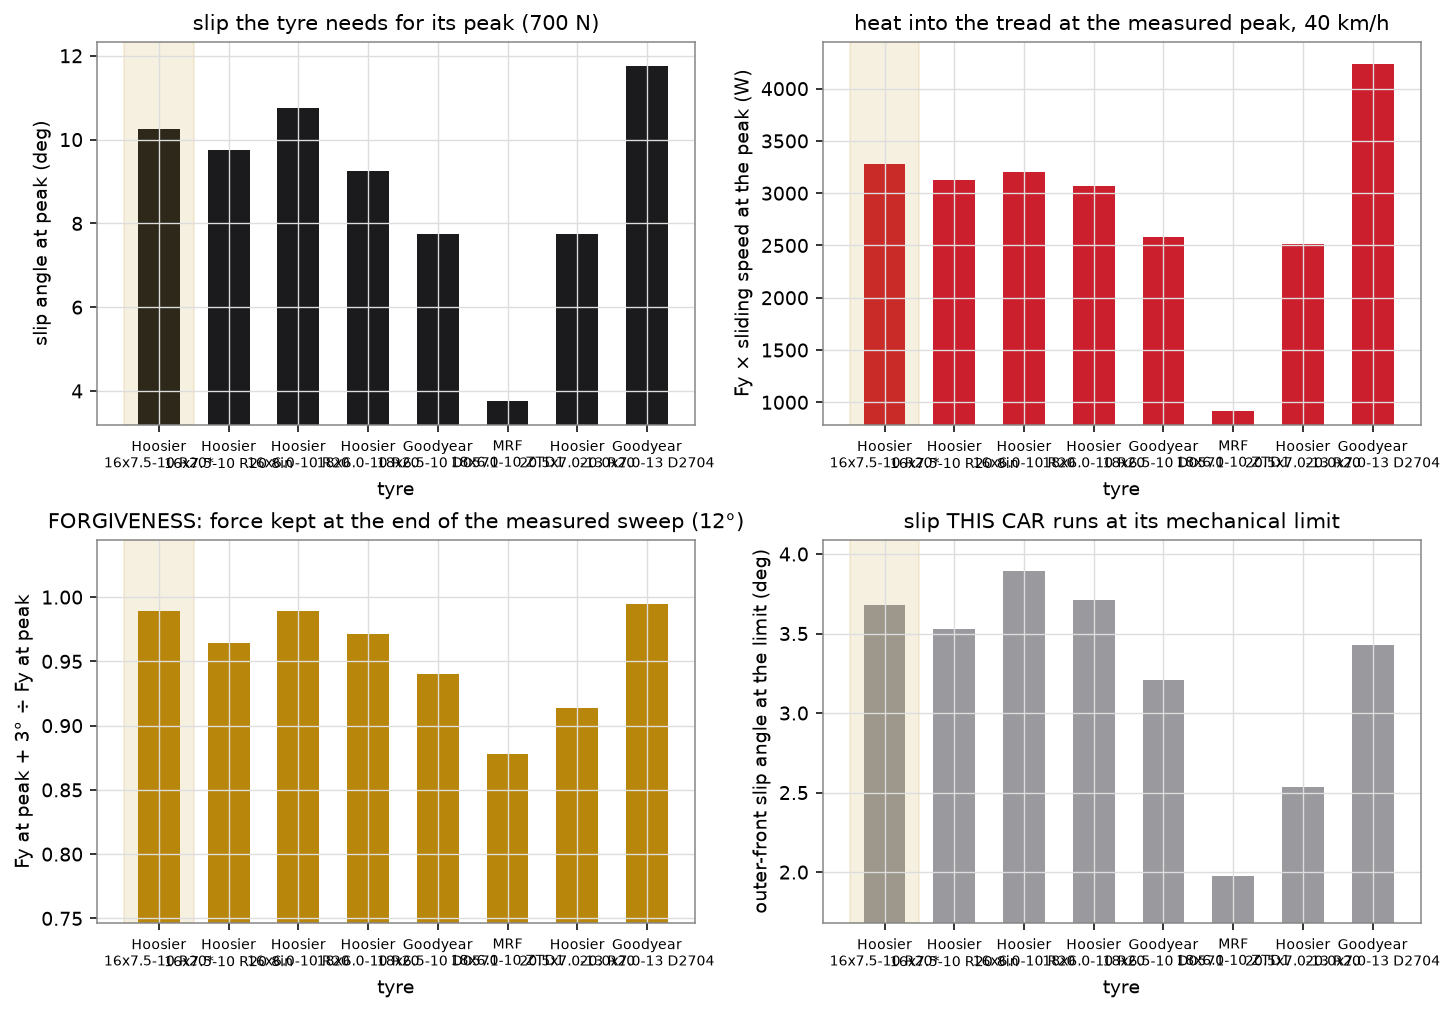 slip the tyre needs for its peak (700 N)
slip angle at peak (deg)
12
10
8
6
4
Hoosier
Hoosier
Hoosier
Hoosier
Goodyear
MRF
Hoosier
Goodyear
tyre
heat into the tread at the measured peak, 40 km/h
Fy × sliding speed at the peak (W)
4000
3500
3000
2500
2000
1500
1000
Hoosier
Hoosier
Hoosier
Hoosier
Goodyear
MRF
Hoosier
Goodyear
D2704
tyre
FORGIVENESS: force kept at the end of the measured sweep (12°)
Fy at peak + 3° ÷ Fy at peak
1.00
0.95
0.90
0.85
0.80
0.75
Hoosier
Hoosier
Hoosier
Hoosier
Goodyear
MRF
Hoosier
Goodyear
tyre
slip THIS CAR runs at its mechanical limit
outer-front slip angle at the limit (deg)
4.0
3.5
3.0
2.5
2.0
Hoosier
Hoosier
Hoosier
Hoosier
Goodyear
MRF
Hoosier
Goodyear
D2704
tyre